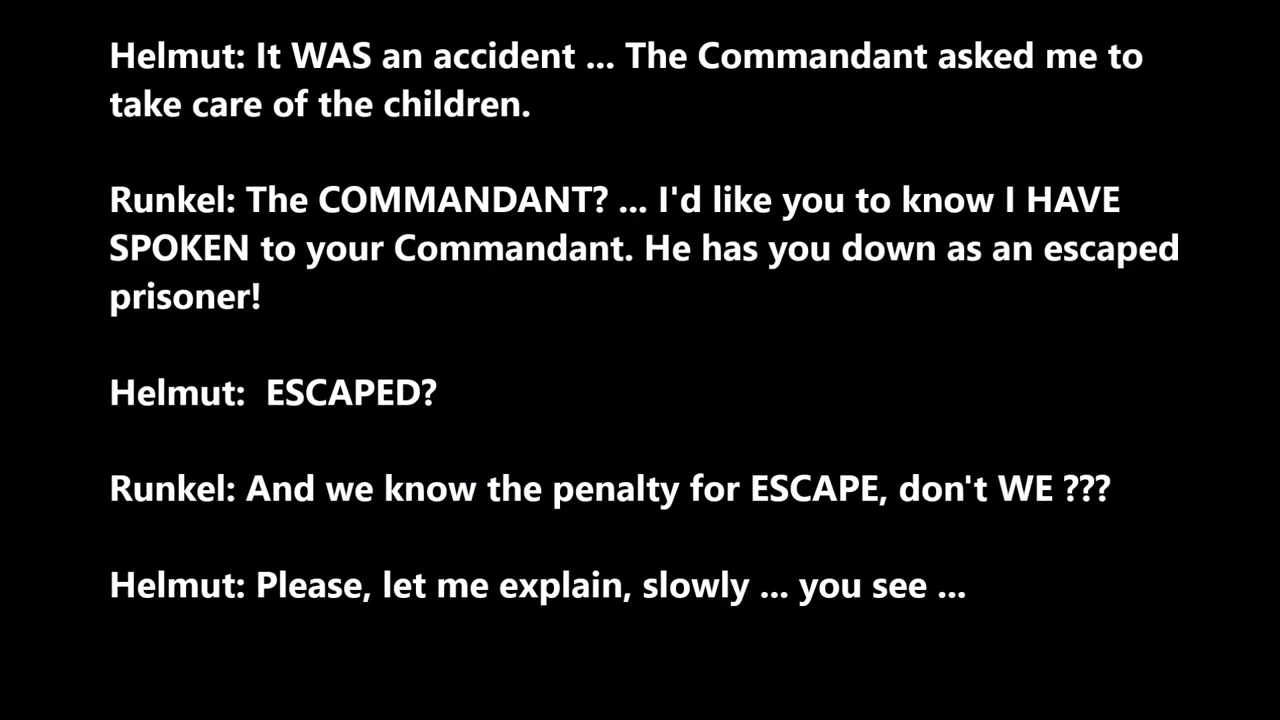 Helmut: It WAS an accident ... The Commandant asked me to
take care of the children.
Runkel: The COMMANDANT? ... I'd like you to know I HAVE
SPOKEN to your Commandant. He has you down as an escaped
prisoner!
Helmut:  ESCAPED?
Runkel: And we know the penalty for ESCAPE, don't WE ???
Helmut: Please, let me explain, slowly ... you see ...